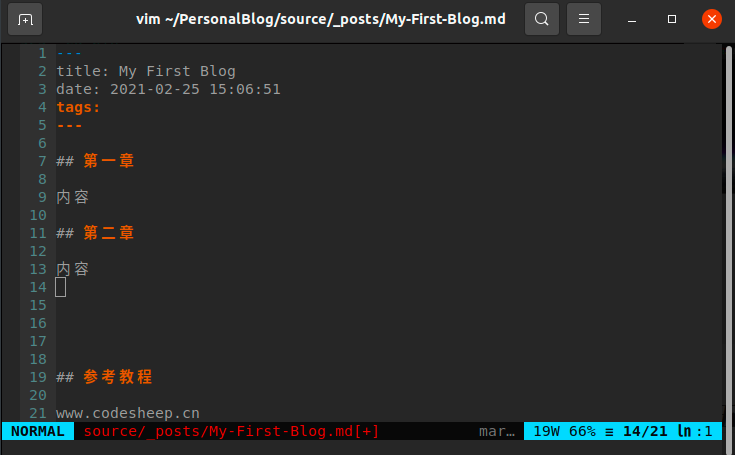 vim ~/PersonalBlog/source/_posts/My-First-Blog.md
1 ---
2 title: My First Blog
3 date: 2021-02-25 15:06:51
4 tags:
5 ---
6
7 ## 第一章
8
9 内容
10
11 ## 第二章
12
13 内容
14
15
16
17
18
19 ## 参考教程
20
21 www.codesheep.cn
NORMAL source/_posts/My-First-Blog.md[+] mar… 19W 66% ≡ 14/21 ㏑:1